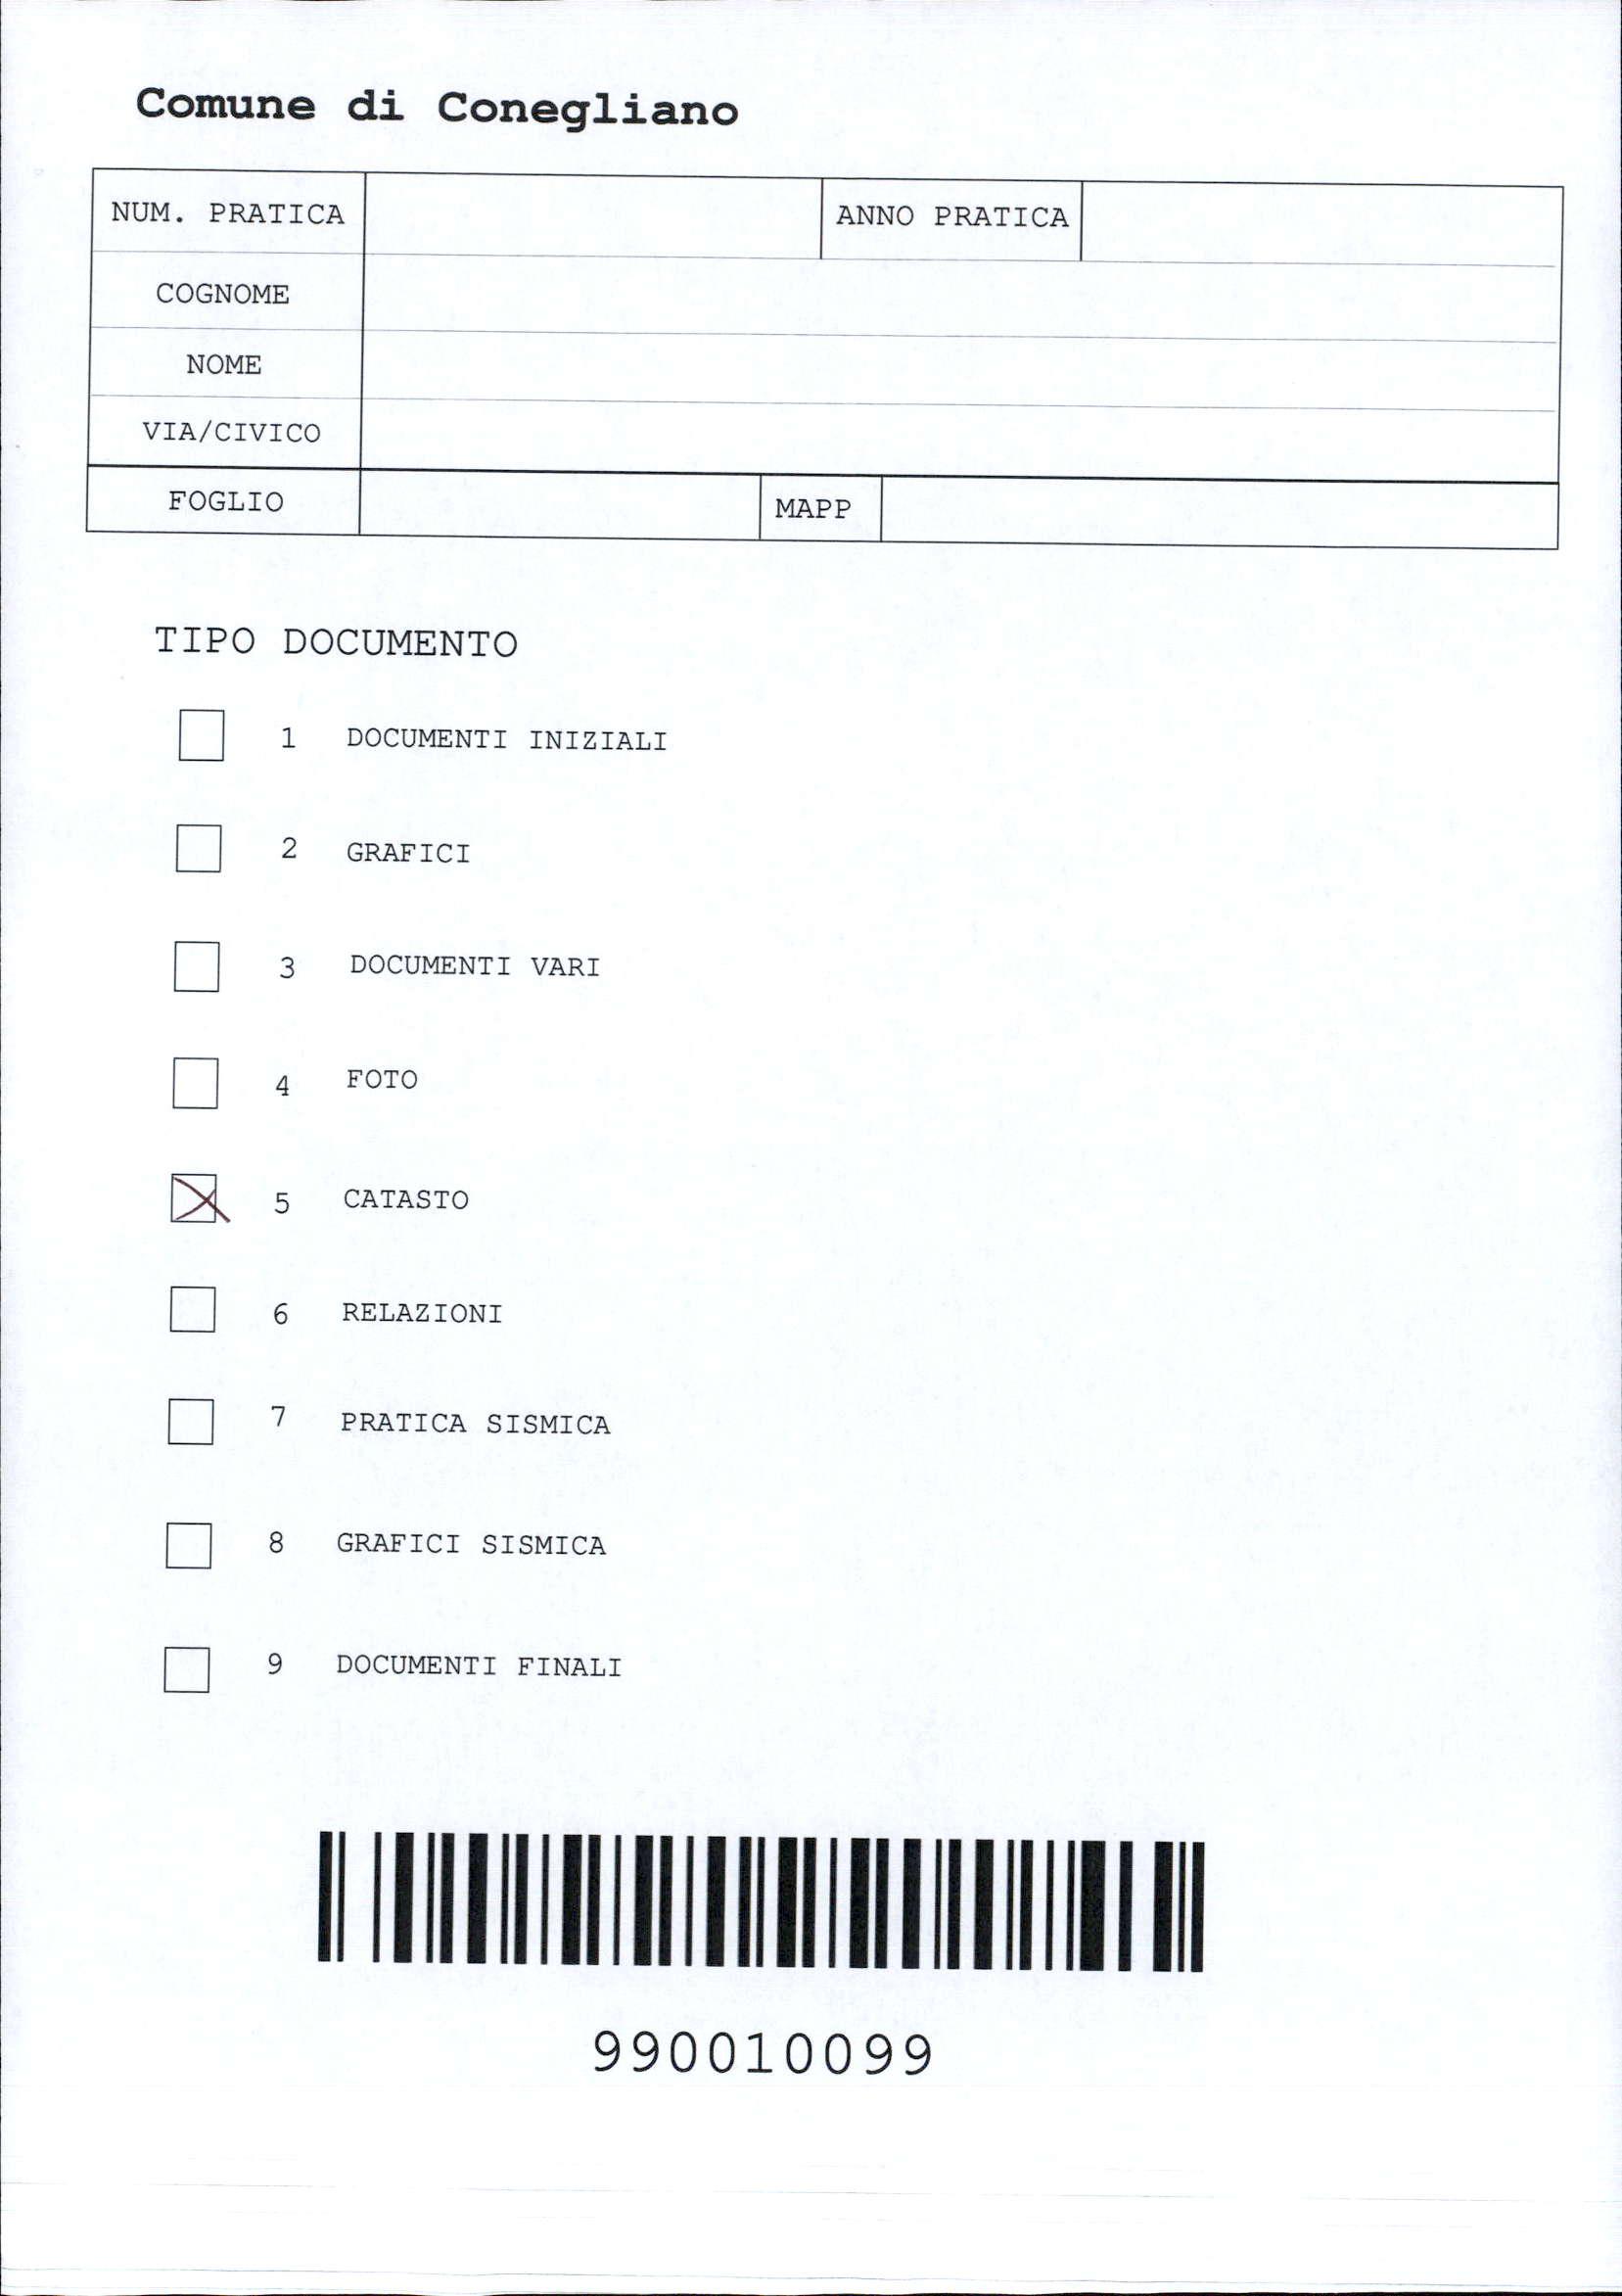 Comune di Conegliano
NUM. PRATICA ANNO PRATICA
COGNOME
NOME
VIA/CIVICO
FOGLIO MAPP
TIPO DOCUMENTO
1 DOCUMENTI INIZIALI
2 GRAFICI
3 DOCUMENTI VARI
4 FOTO
5 CATASTO
6 RELAZIONI
7 PRATICA SISMICA
8 GRAFICI SISMICA
9 DOCUMENTI FINALI
990010099